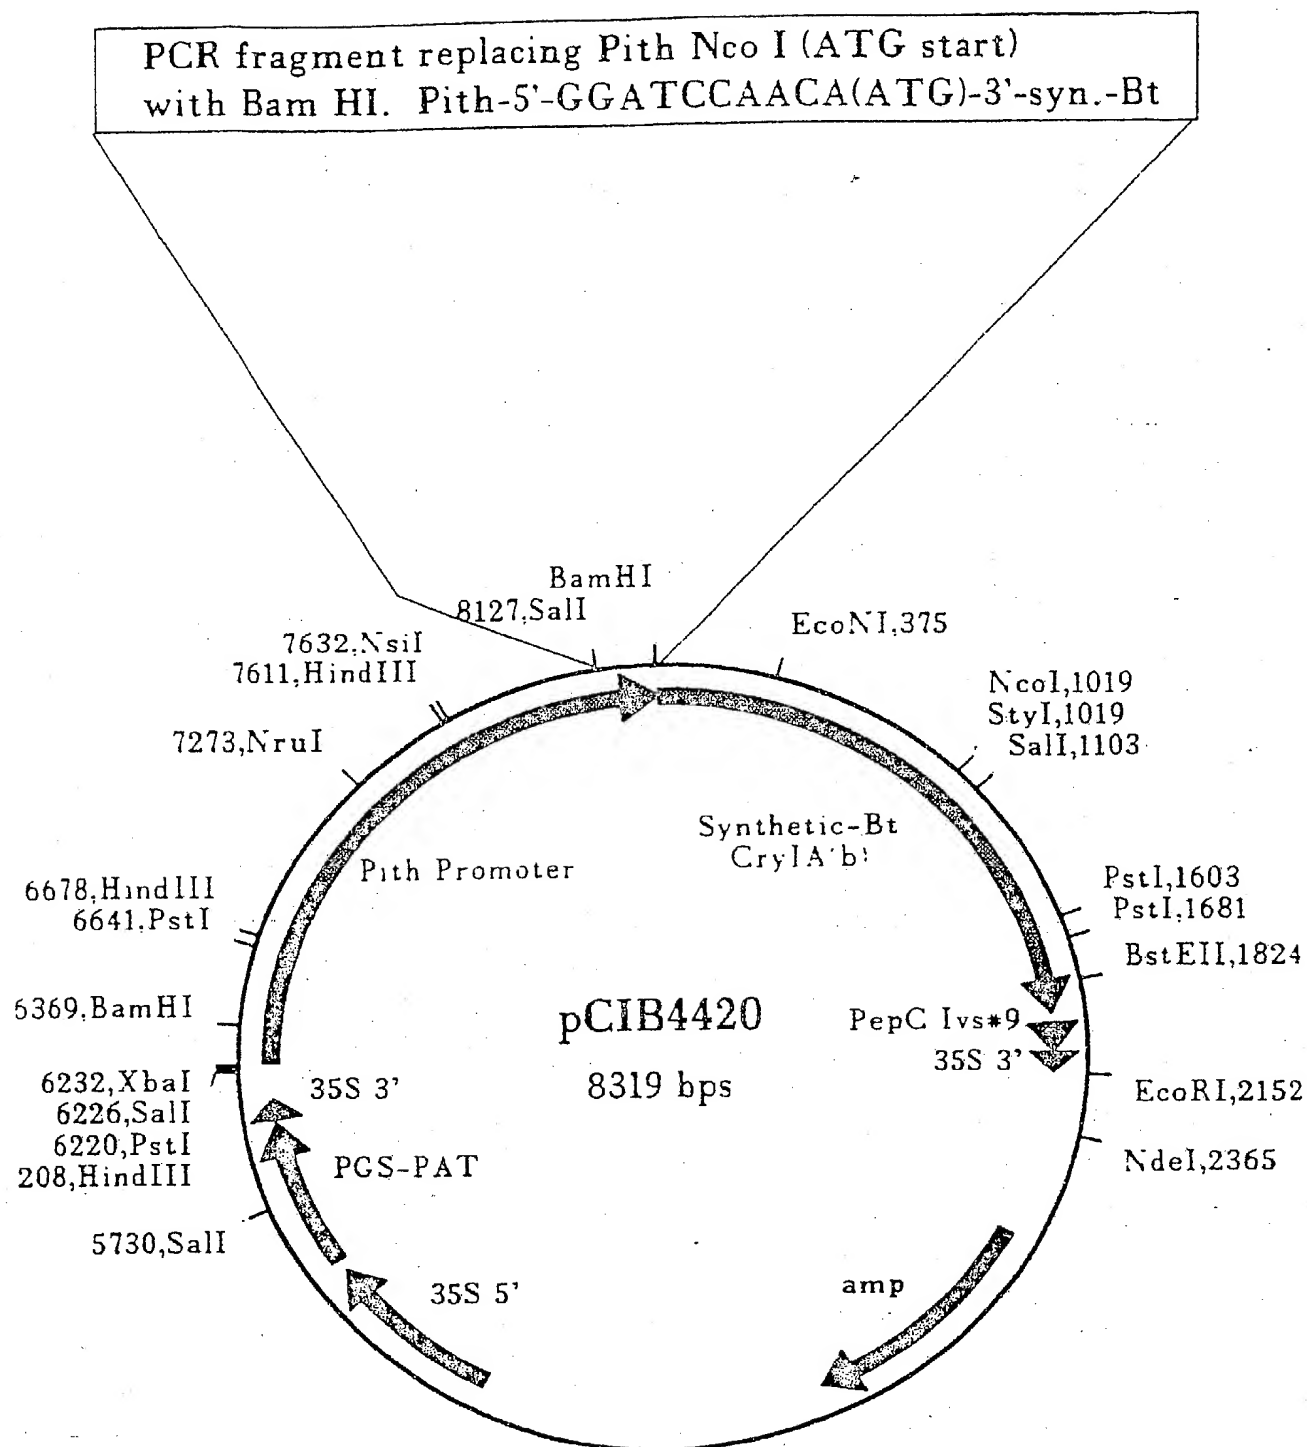 PCR fragment replacing Pith Nco I (ATG start)
with Bam HI. Pith-5'-GGATCCAACA(ATG)-3'-syn.-Bt
BamHI
8127,SalI
EcoNI,375
7632,NsiI
7611,HindIII
NcoI,1019
StyI,1019
SalI,1103
7273,NruI
Synthetic-Bt
CryIA(b)
Pith Promoter
6678,HindIII
6641,PstI
PstI,1603
PstI,1681
BstEII,1824
6369,BamHI
pCIB4420
8319 bps
PepC Ivs#9
35S 3'
6232,XbaI
6226,SalI
6220,PstI
208,HindIII
35S 3'
EcoRI,2152
NdeI,2365
PGS-PAT
5730,SalI
35S 5'
amp